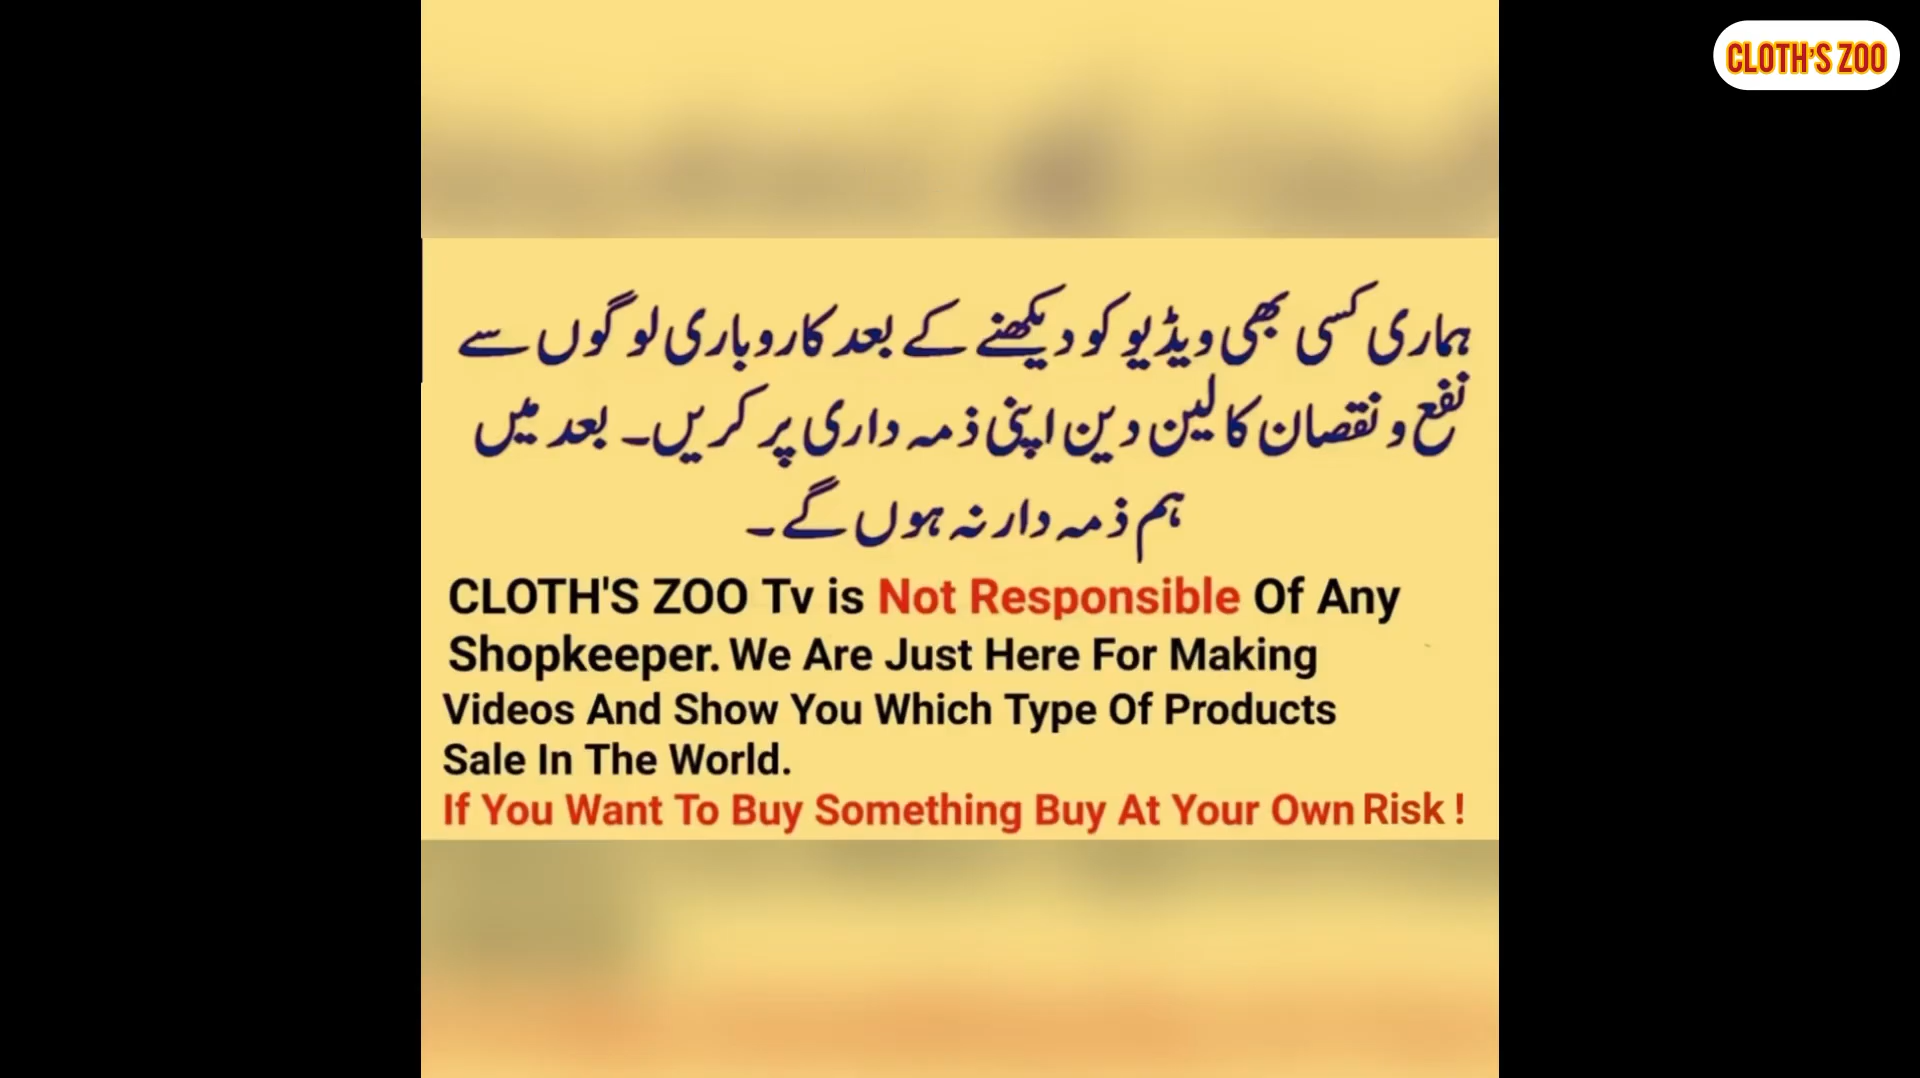 CLOTH'S ZOO
ہماری کسی بھی ویڈیو کو دیکھنے کے بعد کاروباری لوگوں سے
نفع و نقصان کا لین دین اپنی ذمہ داری پر کریں۔ بعد میں
ہم ذمہ دار نہ ہوں گے۔
CLOTH'S ZOO Tv is Not Responsible Of Any
Shopkeeper. We Are Just Here For Making
Videos And Show You Which Type Of Products
Sale In The World.
If You Want To Buy Something Buy At Your Own Risk !